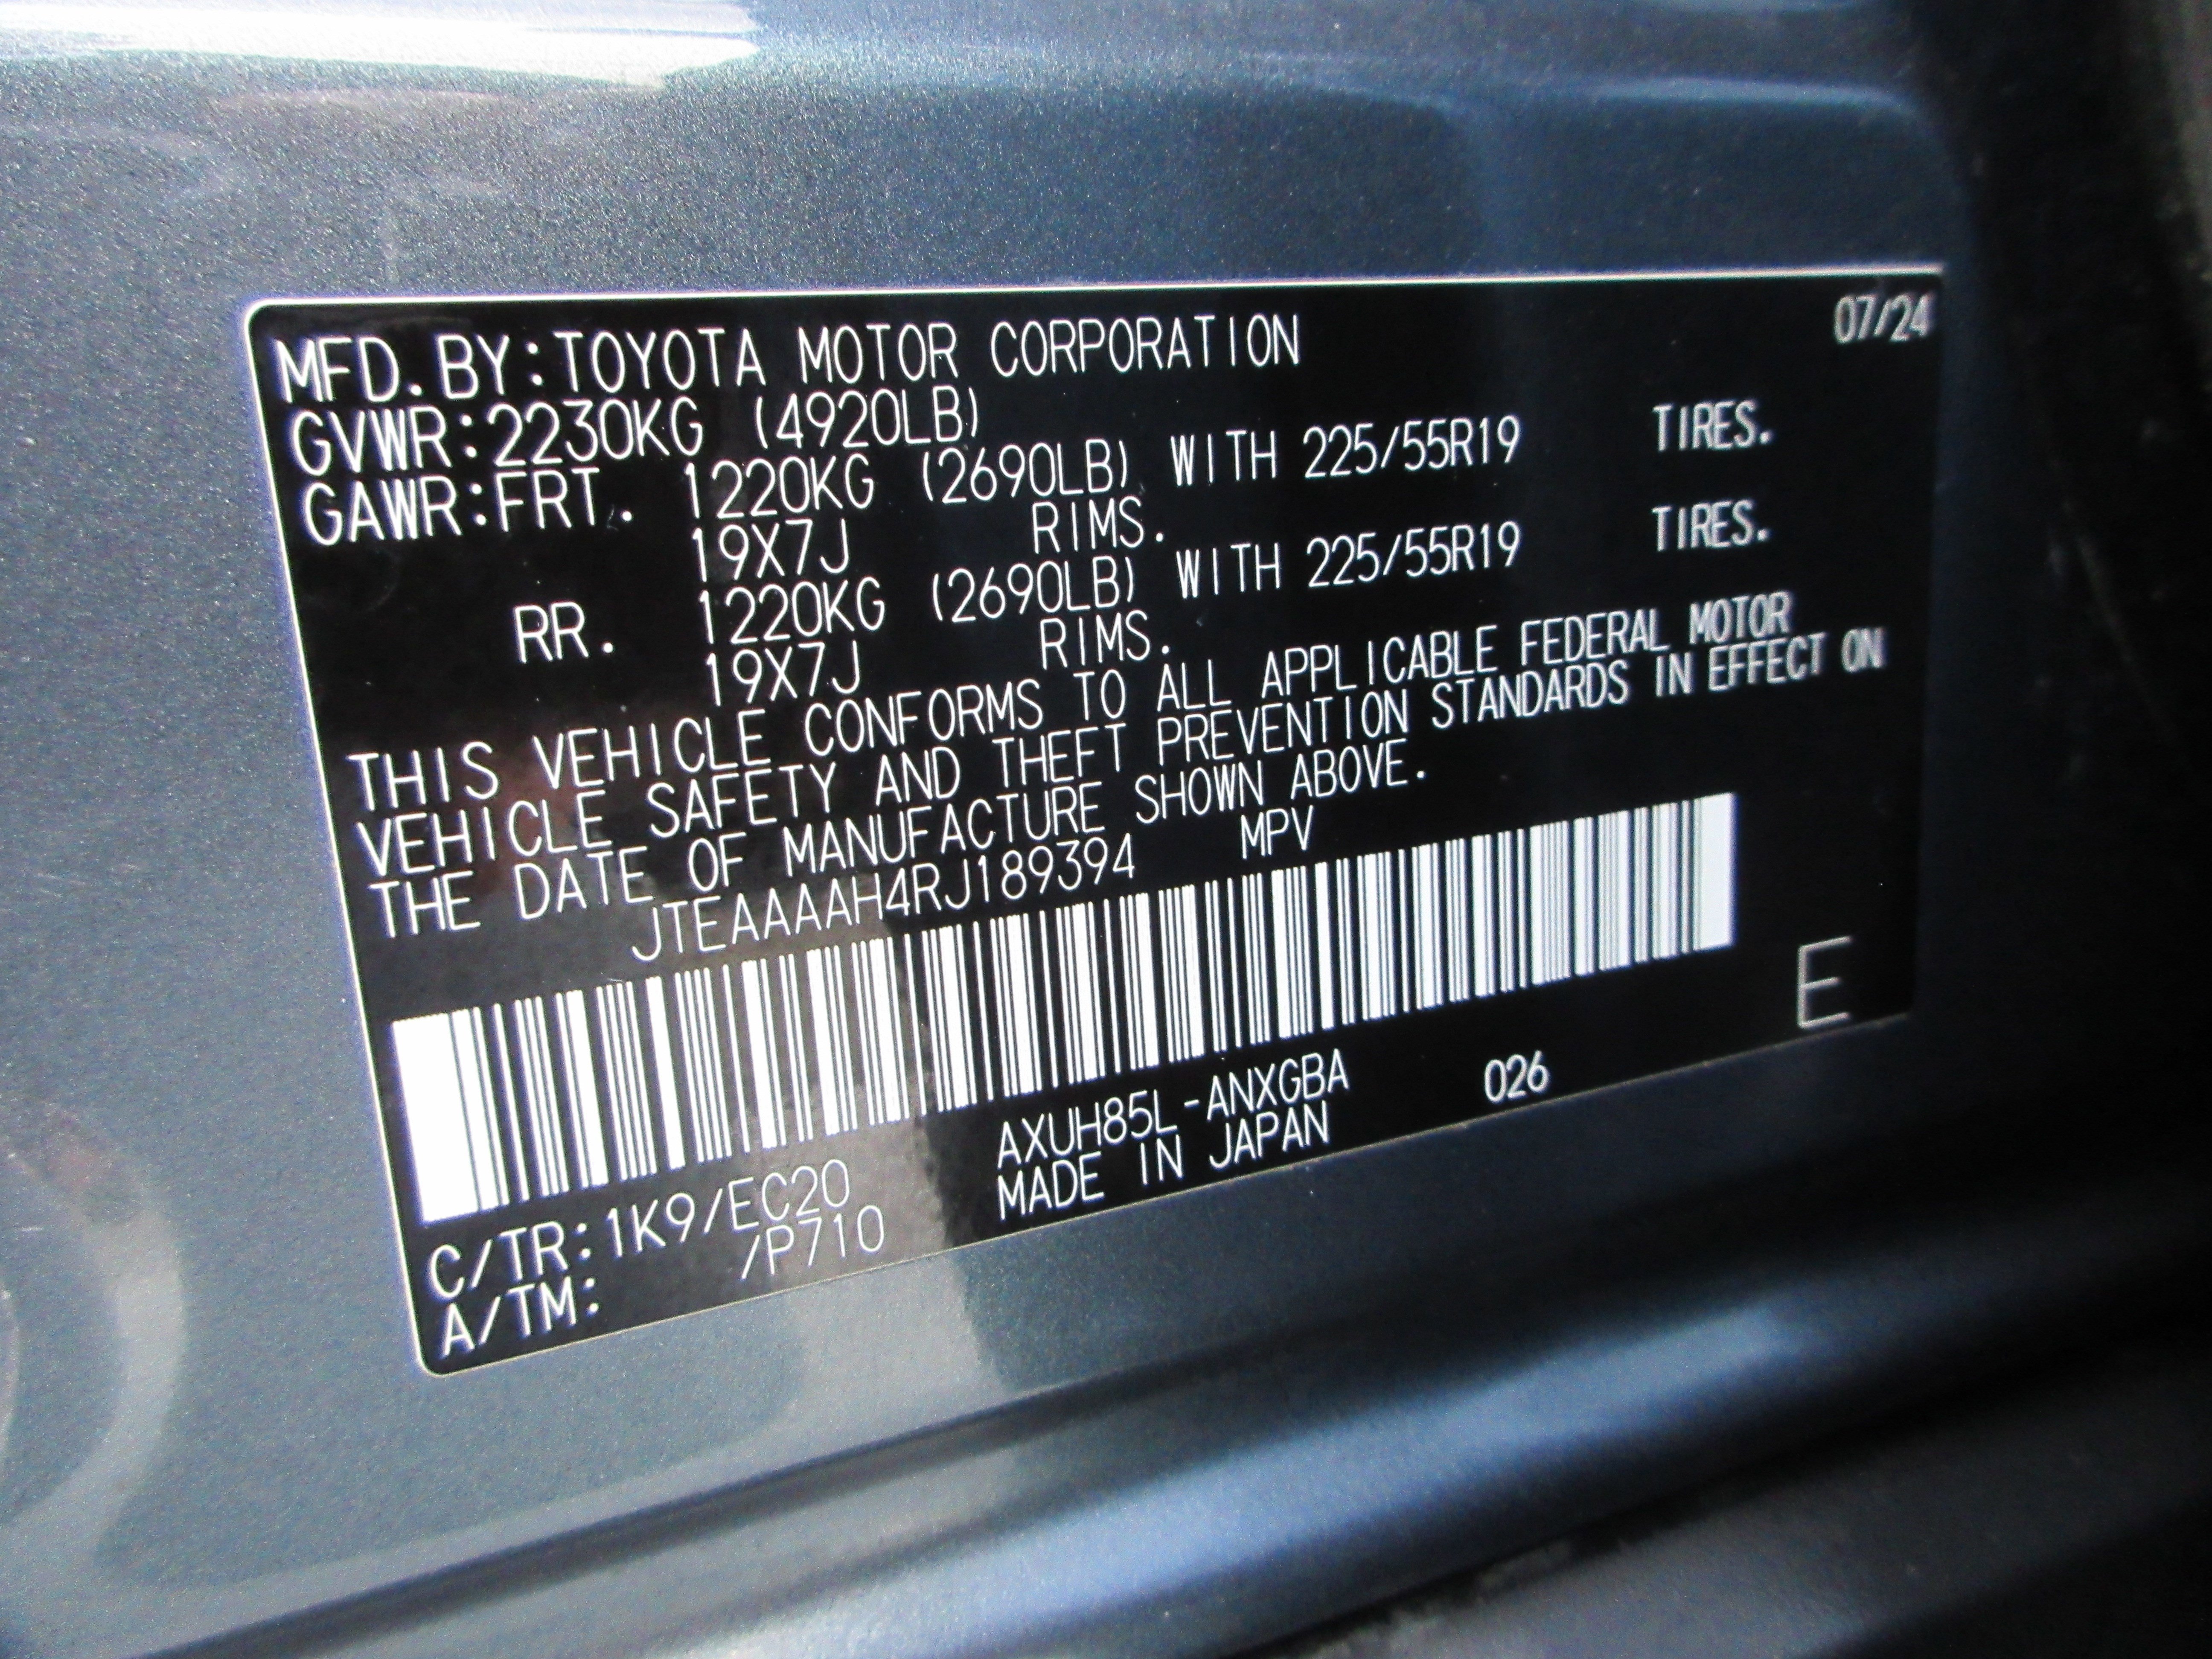 07/24
MFD.BY:TOYOTA MOTOR CORPORATION
GVWR:2230KG (4920LB)
GAWR:FRT. 1220KG (2690LB) WITH 225/55R19 TIRES.
19X7J RIMS.
RR. 1220KG (2690LB) WITH 225/55R19 TIRES.
19X7J RIMS.
THIS VEHICLE CONFORMS TO ALL APPLICABLE FEDERAL MOTOR
VEHICLE SAFETY AND THEFT PREVENTION STANDARDS IN EFFECT ON
THE DATE OF MANUFACTURE SHOWN ABOVE.
JTEAAAAH4RJ189394 MPV
E
C/TR:1K9/EC20 AXUH85L-ANXGBA 026
A/TM: /P710 MADE IN JAPAN